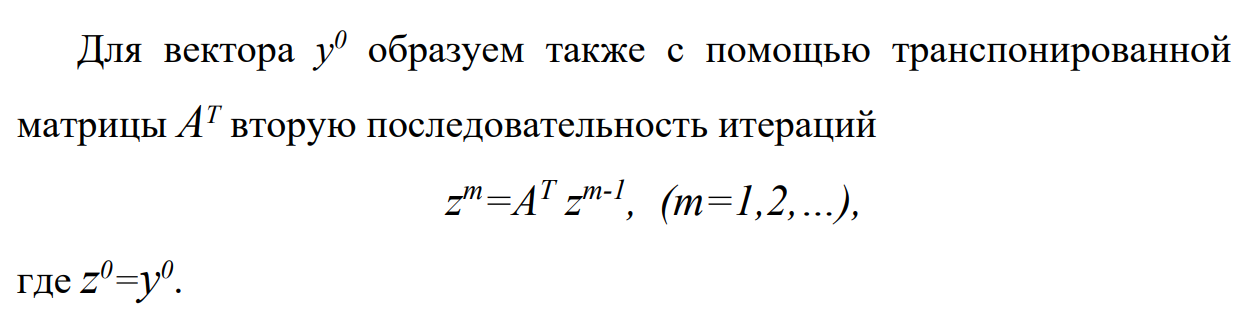 Для вектора y⁰ образуем также с помощью транспонированной
матрицы Aᵀ вторую последовательность итераций
zᵐ=Aᵀ zᵐ⁻¹, (m=1,2,…),
где z⁰=y⁰.